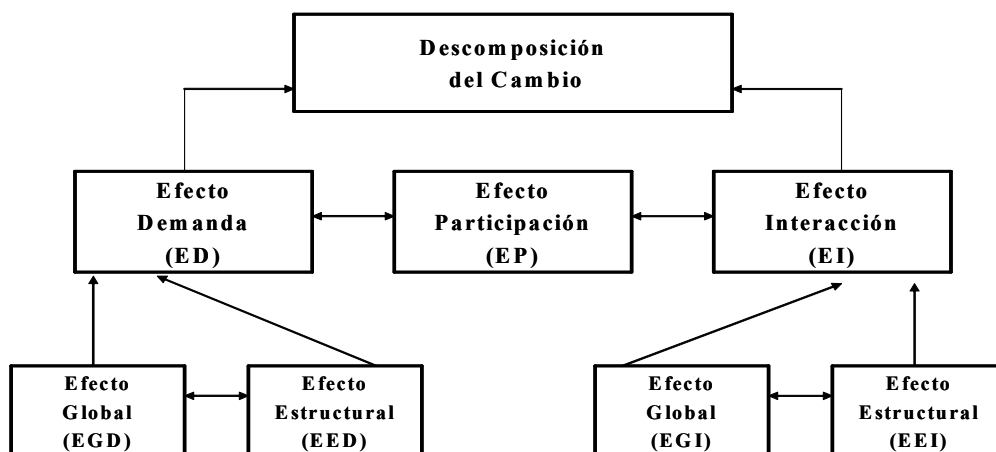 Descomposición
del Cambio
Efecto
Demanda
(ED)
Efecto
Participación
(EP)
Efecto
Interacción
(EI)
Efecto
Global
(EGD)
Efecto
Estructural
(EED)
Efecto
Global
(EGI)
Efecto
Estructural
(EEI)